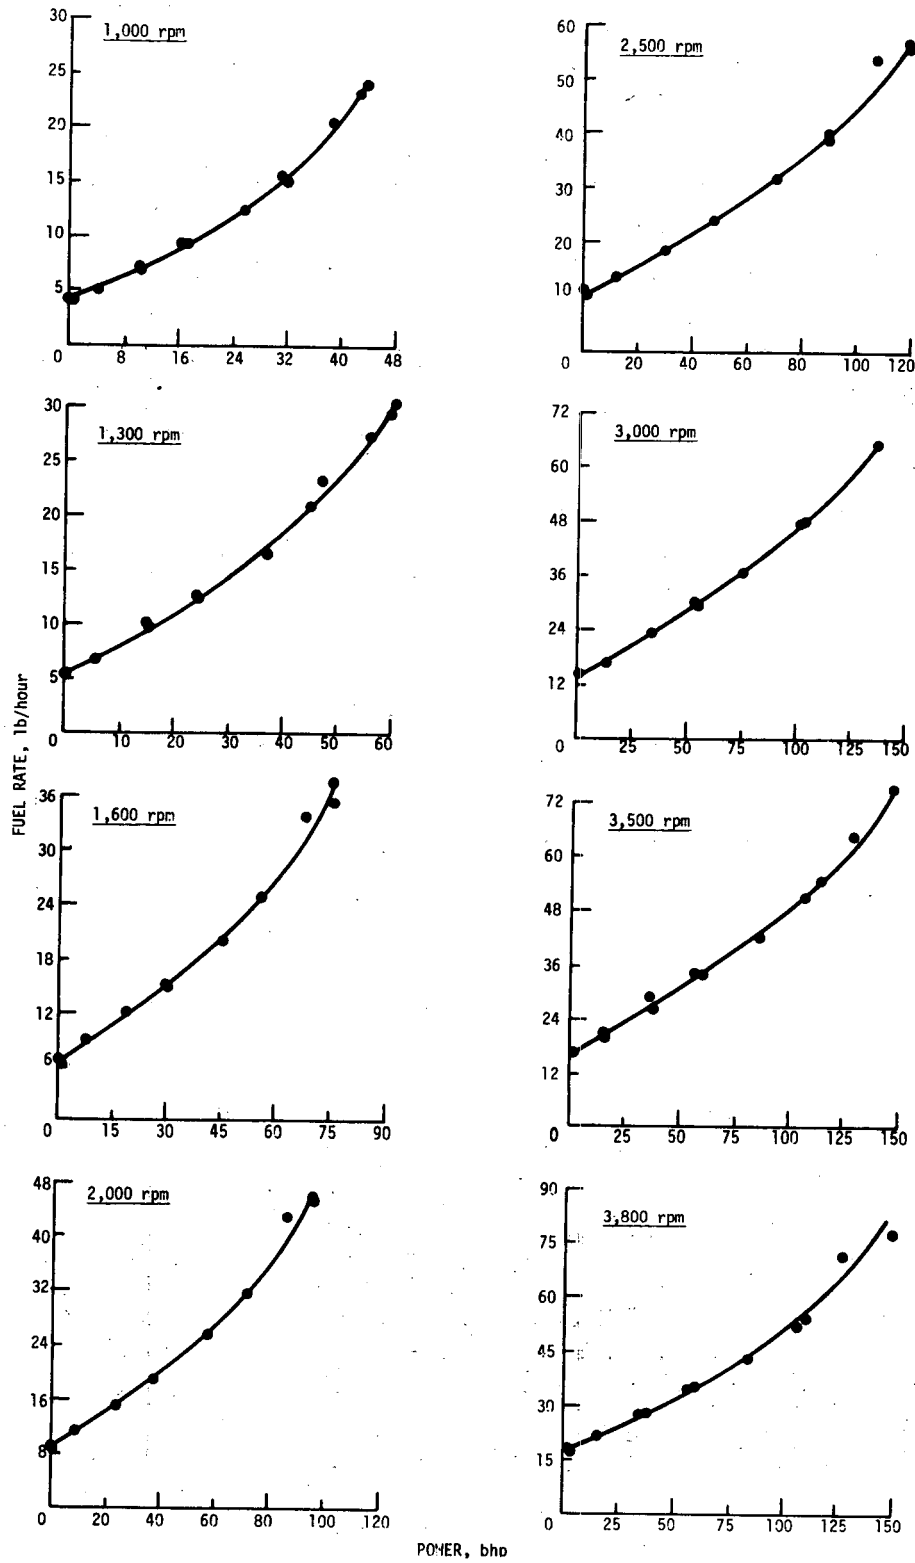 30
1,000 rpm
25
20
15
10
5
0 8 16 24 32 40 48
60
2,500 rpm
50
40
30
20
10
0 20 40 60 80 100 120
30
1,300 rpm
25
20
15
10
5
0 10 20 30 40 50 60
72
3,000 rpm
60
48
36
24
12
0 25 50 75 100 125 150
FUEL RATE, lb/hour
36
1,600 rpm
30
24
18
12
6
0 15 30 45 60 75 90
72
3,500 rpm
60
48
36
24
12
0 25 50 75 100 125 150
48
2,000 rpm
40
32
24
16
8
0 20 40 60 80 100 120
90
3,800 rpm
75
60
45
30
15
0 25 50 75 100 125 150
POWER, bhp